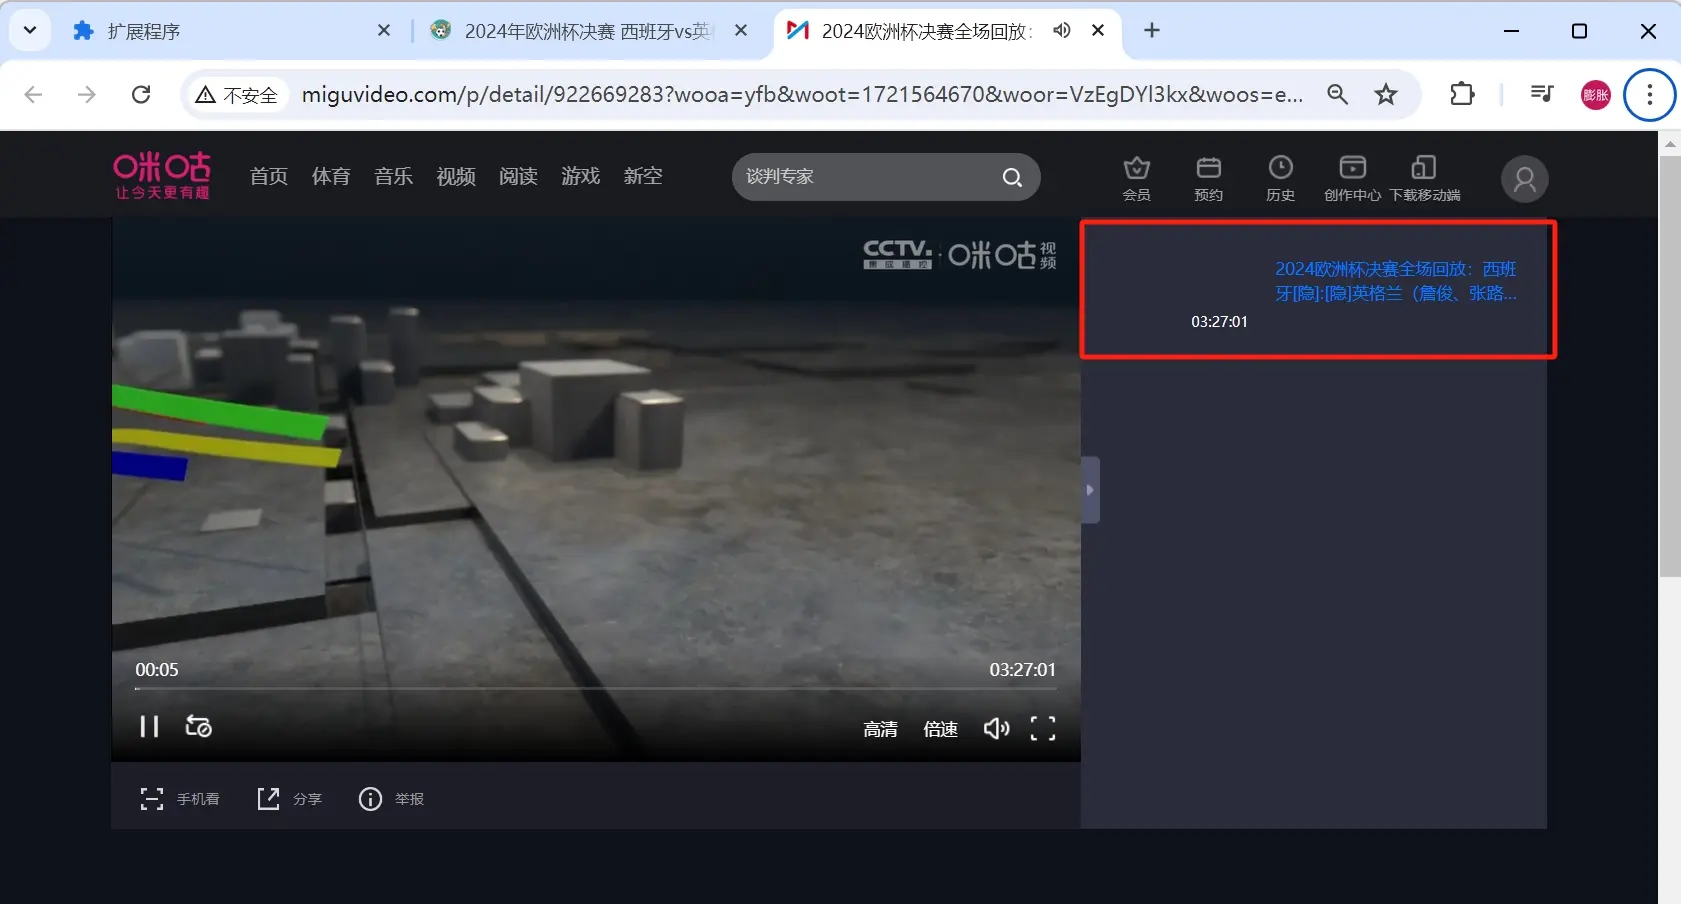 扩展程序
2024年欧洲杯决赛 西班牙vs英
2024欧洲杯决赛全场回放:
不安全
miguvideo.com/p/detail/922669283?wooa=yfb&woot=1721564670&woor=VzEgDYl3kx&woos=e...
膨胀
咪咕
让今天更有趣
首页 体育 音乐 视频 阅读 游戏 新空
谈判专家
会员 预约 历史 创作中心 下载移动端
CCTV. 集成播控 · 咪咕视频
2024欧洲杯决赛全场回放：西班
牙[隐]:[隐]英格兰（詹俊、张路...
03:27:01
00:05
03:27:01
高清 倍速
手机看 分享 举报